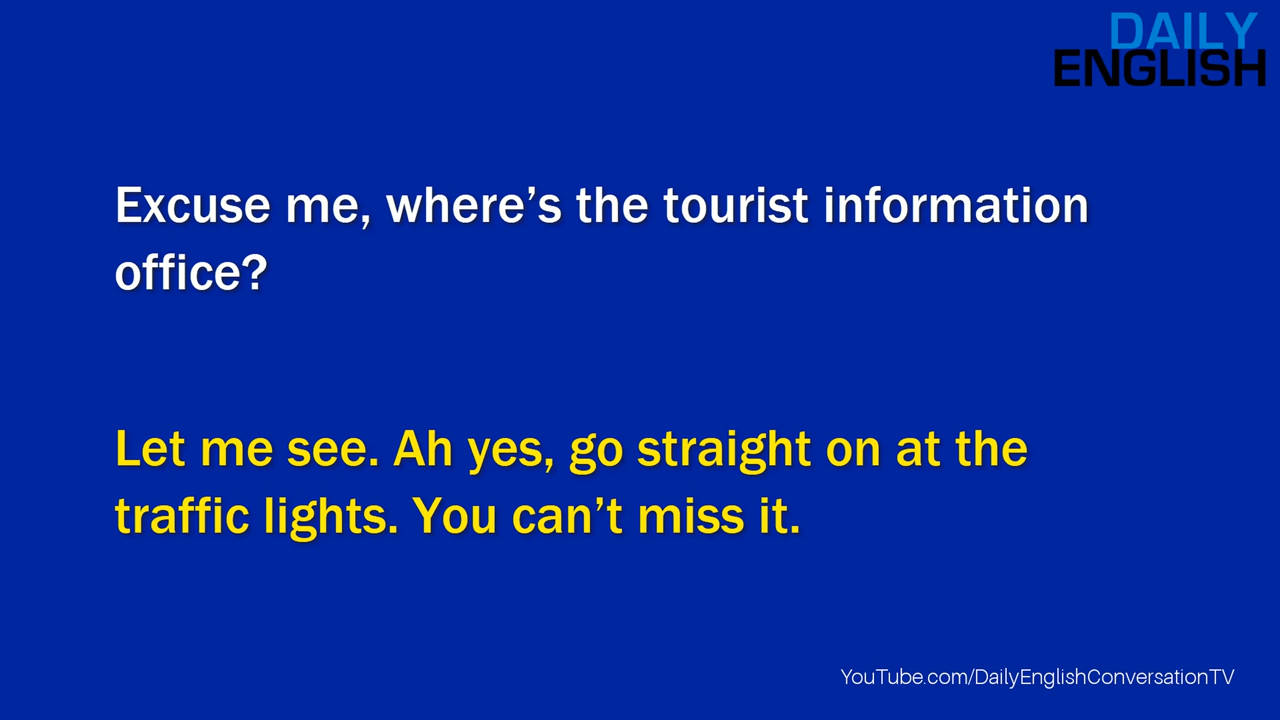 DAILY
ENGLISH
Excuse me, where’s the tourist information
office?
Let me see. Ah yes, go straight on at the
traffic lights. You can’t miss it.
YouTube.com/DailyEnglishConversationTV